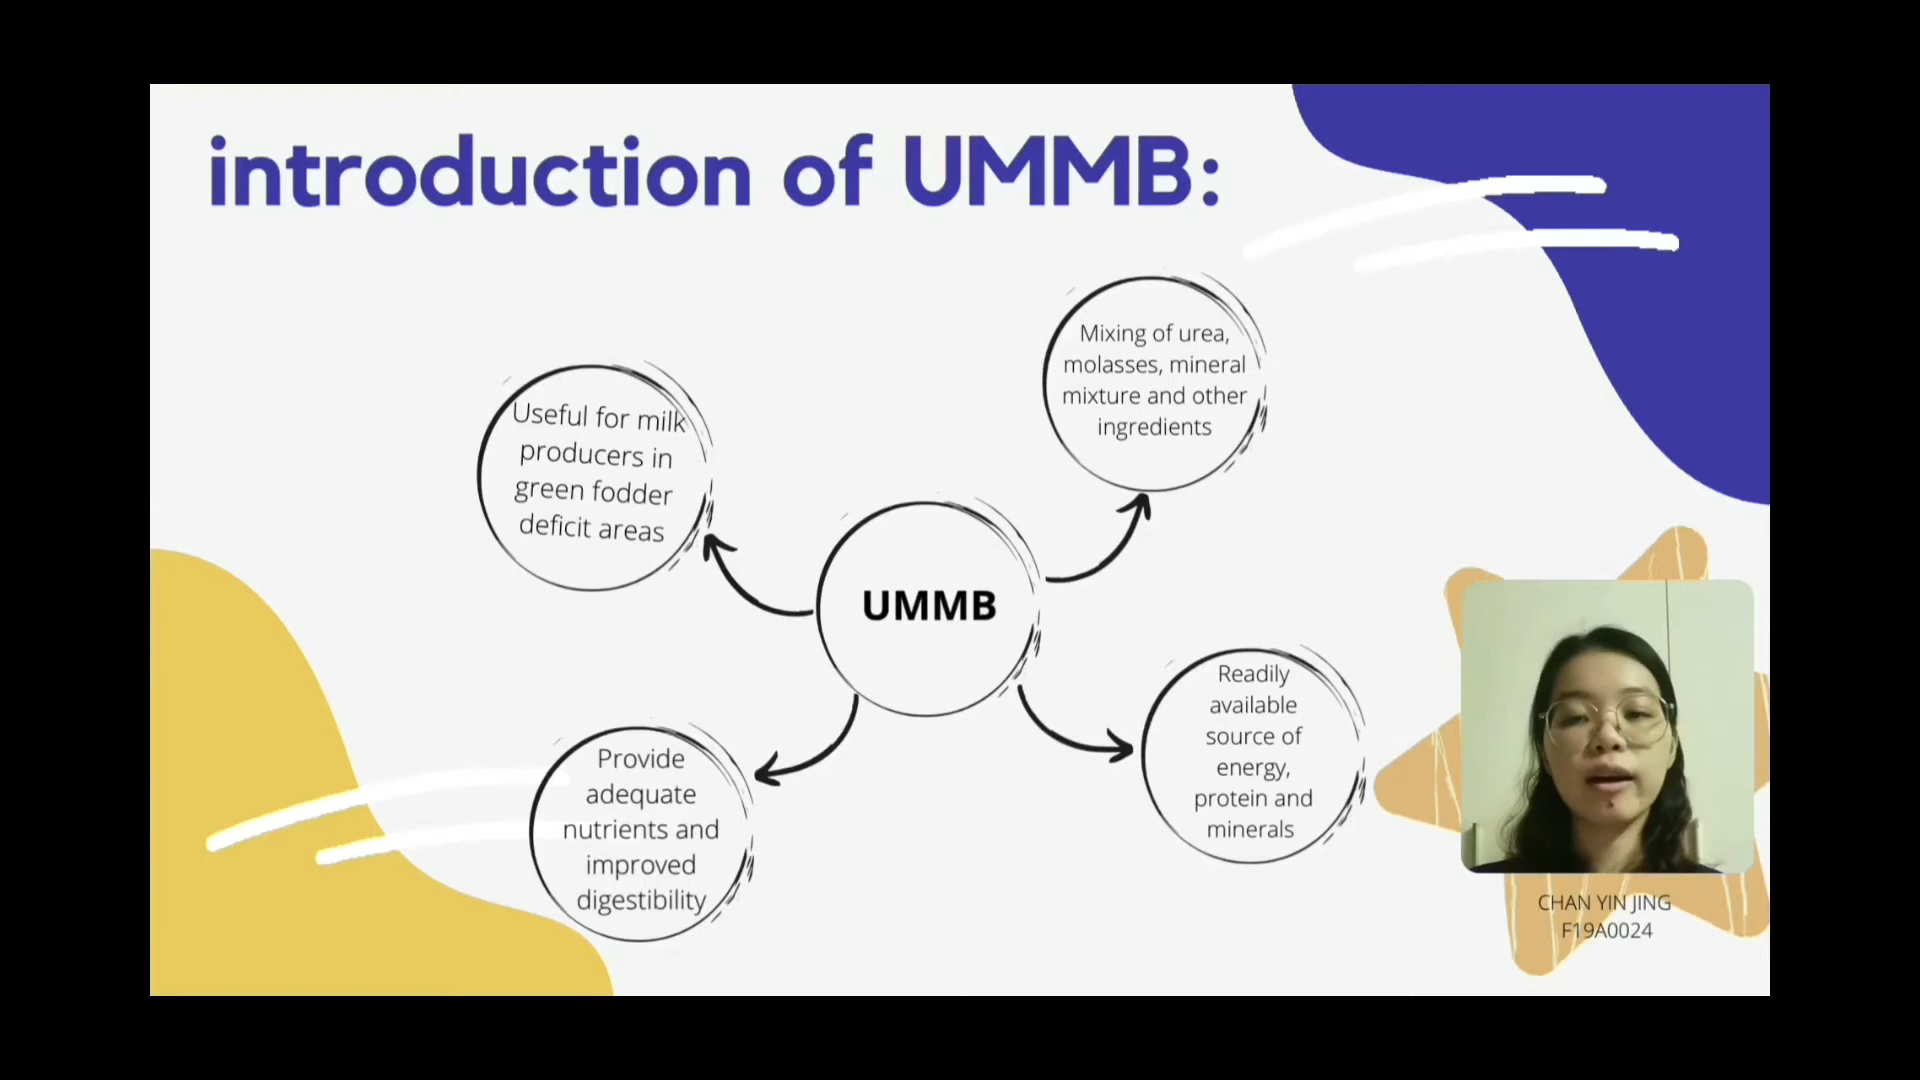 introduction of UMMB:
Mixing of urea,
molasses, mineral
mixture and other
ingredients
Useful for milk
producers in
green fodder
deficit areas
UMMB
Readily
available
source of
energy,
protein and
minerals
Provide
adequate
nutrients and
improved
digestibility
CHAN YIN JING
F19A0024